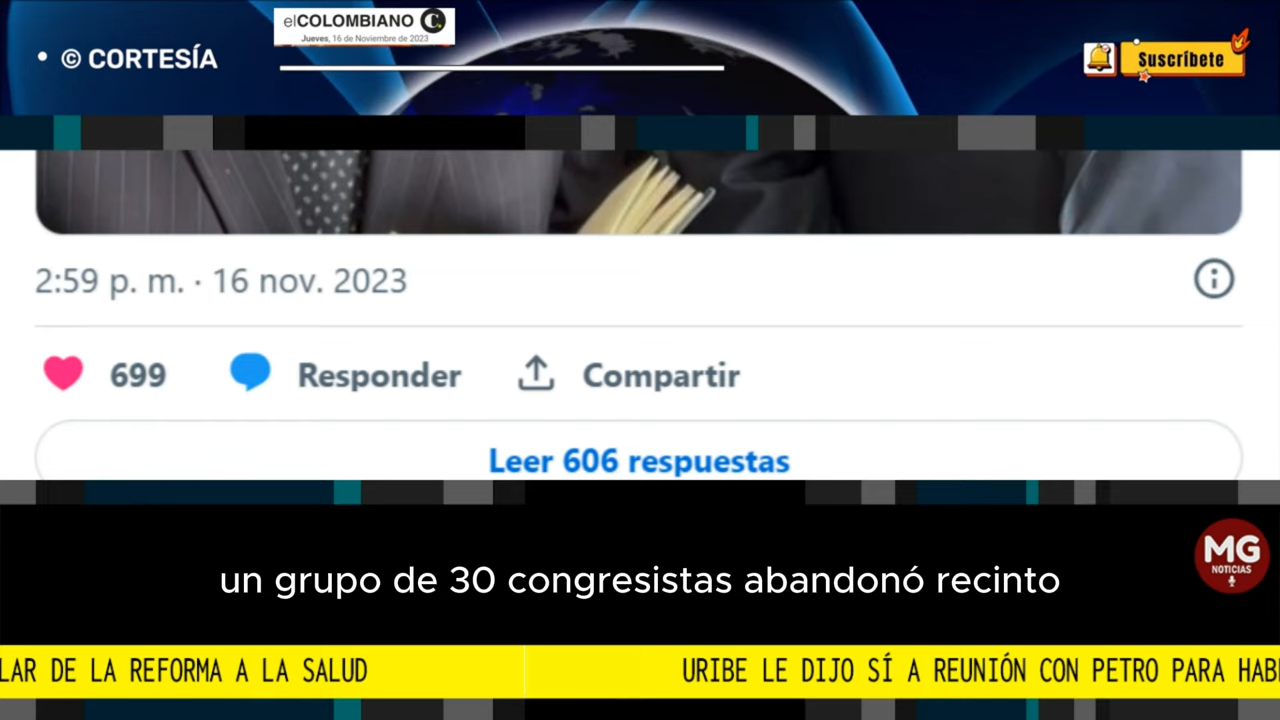 elCOLOMBIANO C
Jueves, 16 de Noviembre de 2023
• © CORTESÍA
Suscríbete
2:59 p. m. · 16 nov. 2023
699 Responder Compartir
Leer 606 respuestas
MG
NOTICIAS
un grupo de 30 congresistas abandonó recinto
LAR DE LA REFORMA A LA SALUD URIBE LE DIJO SÍ A REUNIÓN CON PETRO PARA HAB